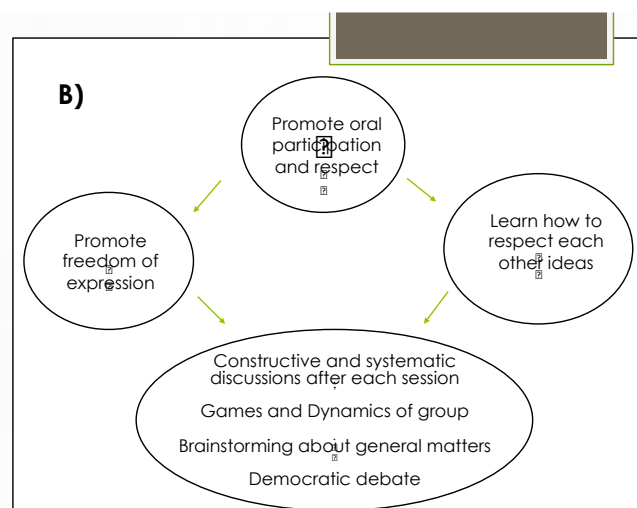 B)
Promote oral
participation
and respect
Promote
freedom of
expression
Learn how to
respect each
other ideas
Constructive and systematic
discussions after each session
Games and Dynamics of group
Brainstorming about general matters
Democratic debate